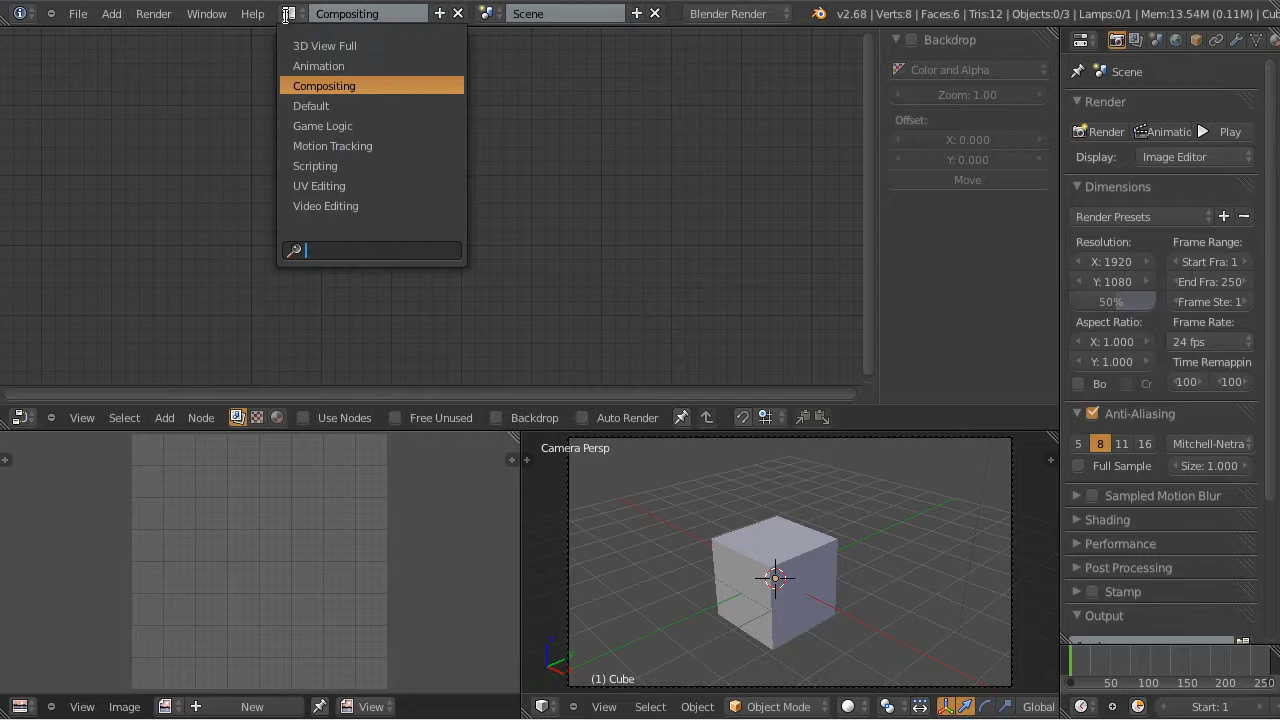 File Add Render Window Help Compositing Scene Blender Render v2.68 | Verts:8 | Faces:6 | Tris:12 | Objects:0/3 | Lamps:0/1 | Mem:13.54M (0.11M) | Cu
3D View Full
Animation
Compositing
Default
Game Logic
Motion Tracking
Scripting
UV Editing
Video Editing
Backdrop
Color and Alpha
Zoom: 1.00
Offset:
X: 0.000
Y: 0.000
Move
Scene
Render
Render Animatio Play
Display: Image Editor
Dimensions
Render Presets
Resolution: Frame Range:
X: 1920 Start Fra: 1
Y: 1080 End Fra: 250
50% Frame Ste: 1
Aspect Ratio: Frame Rate:
X: 1.000 24 fps
Y: 1.000 Time Remappin
Bo Cr 100 100
Anti-Aliasing
5 8 11 16 Mitchell-Netra
Full Sample Size: 1.000
Sampled Motion Blur
Shading
Performance
Post Processing
Stamp
Output
View Select Add Node Use Nodes Free Unused Backdrop Auto Render
Camera Persp
(1) Cube
View Image New View
View Select Object Object Mode Global
0 50 100 150 200 250
Start: 1